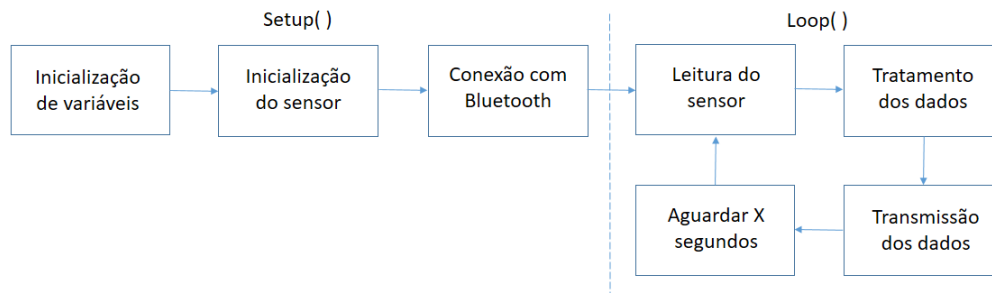 Setup( )
Loop( )
Inicialização
de variáveis
Inicialização
do sensor
Conexão com
Bluetooth
Leitura do
sensor
Tratamento
dos dados
Aguardar X
segundos
Transmissão
dos dados